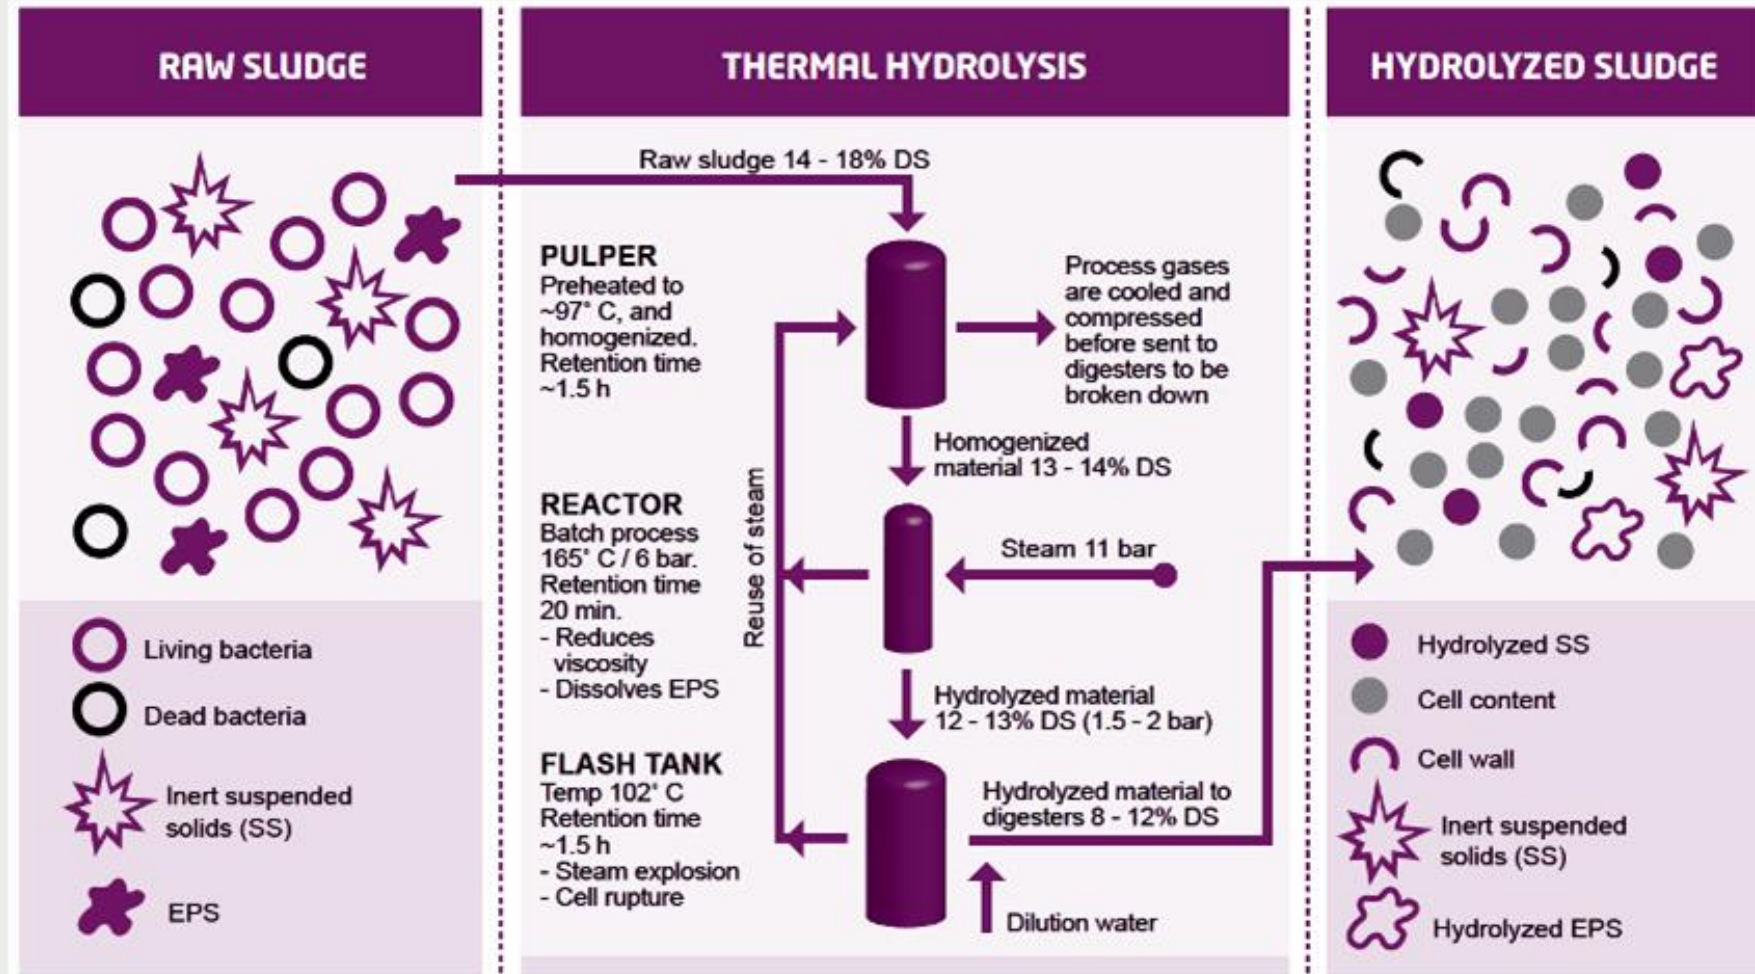 RAW SLUDGE
THERMAL HYDROLYSIS
HYDROLYZED SLUDGE
Raw sludge 14 - 18% DS
PULPER
Preheated to
~97° C, and
homogenized.
Retention time
~1.5 h
Process gases
are cooled and
compressed
before sent to
digesters to be
broken down
Homogenized
material 13 - 14% DS
Reuse of steam
REACTOR
Batch process
165° C / 6 bar.
Retention time
20 min.
- Reduces
viscosity
- Dissolves EPS
Steam 11 bar
Hydrolyzed material
12 - 13% DS (1.5 - 2 bar)
FLASH TANK
Temp 102° C
Retention time
~1.5 h
- Steam explosion
- Cell rupture
Hydrolyzed material to
digesters 8 - 12% DS
Dilution water
Living bacteria
Dead bacteria
Inert suspended
solids (SS)
EPS
Hydrolyzed SS
Cell content
Cell wall
Inert suspended
solids (SS)
Hydrolyzed EPS